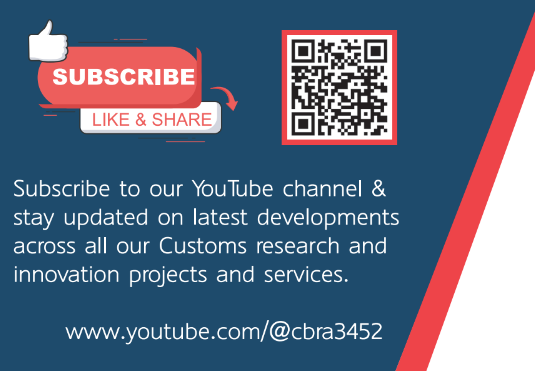 SUBSCRIBE
LIKE & SHARE
Subscribe to our YouTube channel &
stay updated on latest developments
across all our Customs research and
innovation projects and services.
www.youtube.com/@cbra3452